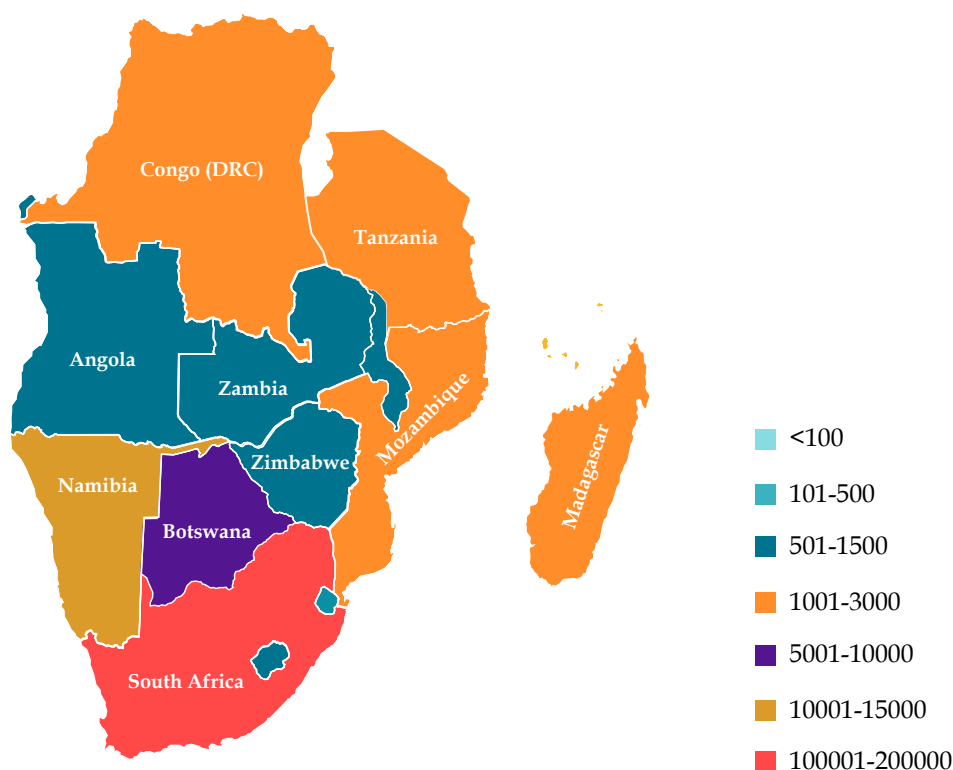 Congo (DRC)
Tanzania
Angola
Zambia
Mozambique
Zimbabwe
Namibia
Botswana
Madagascar
South Africa
<100
101-500
501-1500
1001-3000
5001-10000
10001-15000
100001-200000